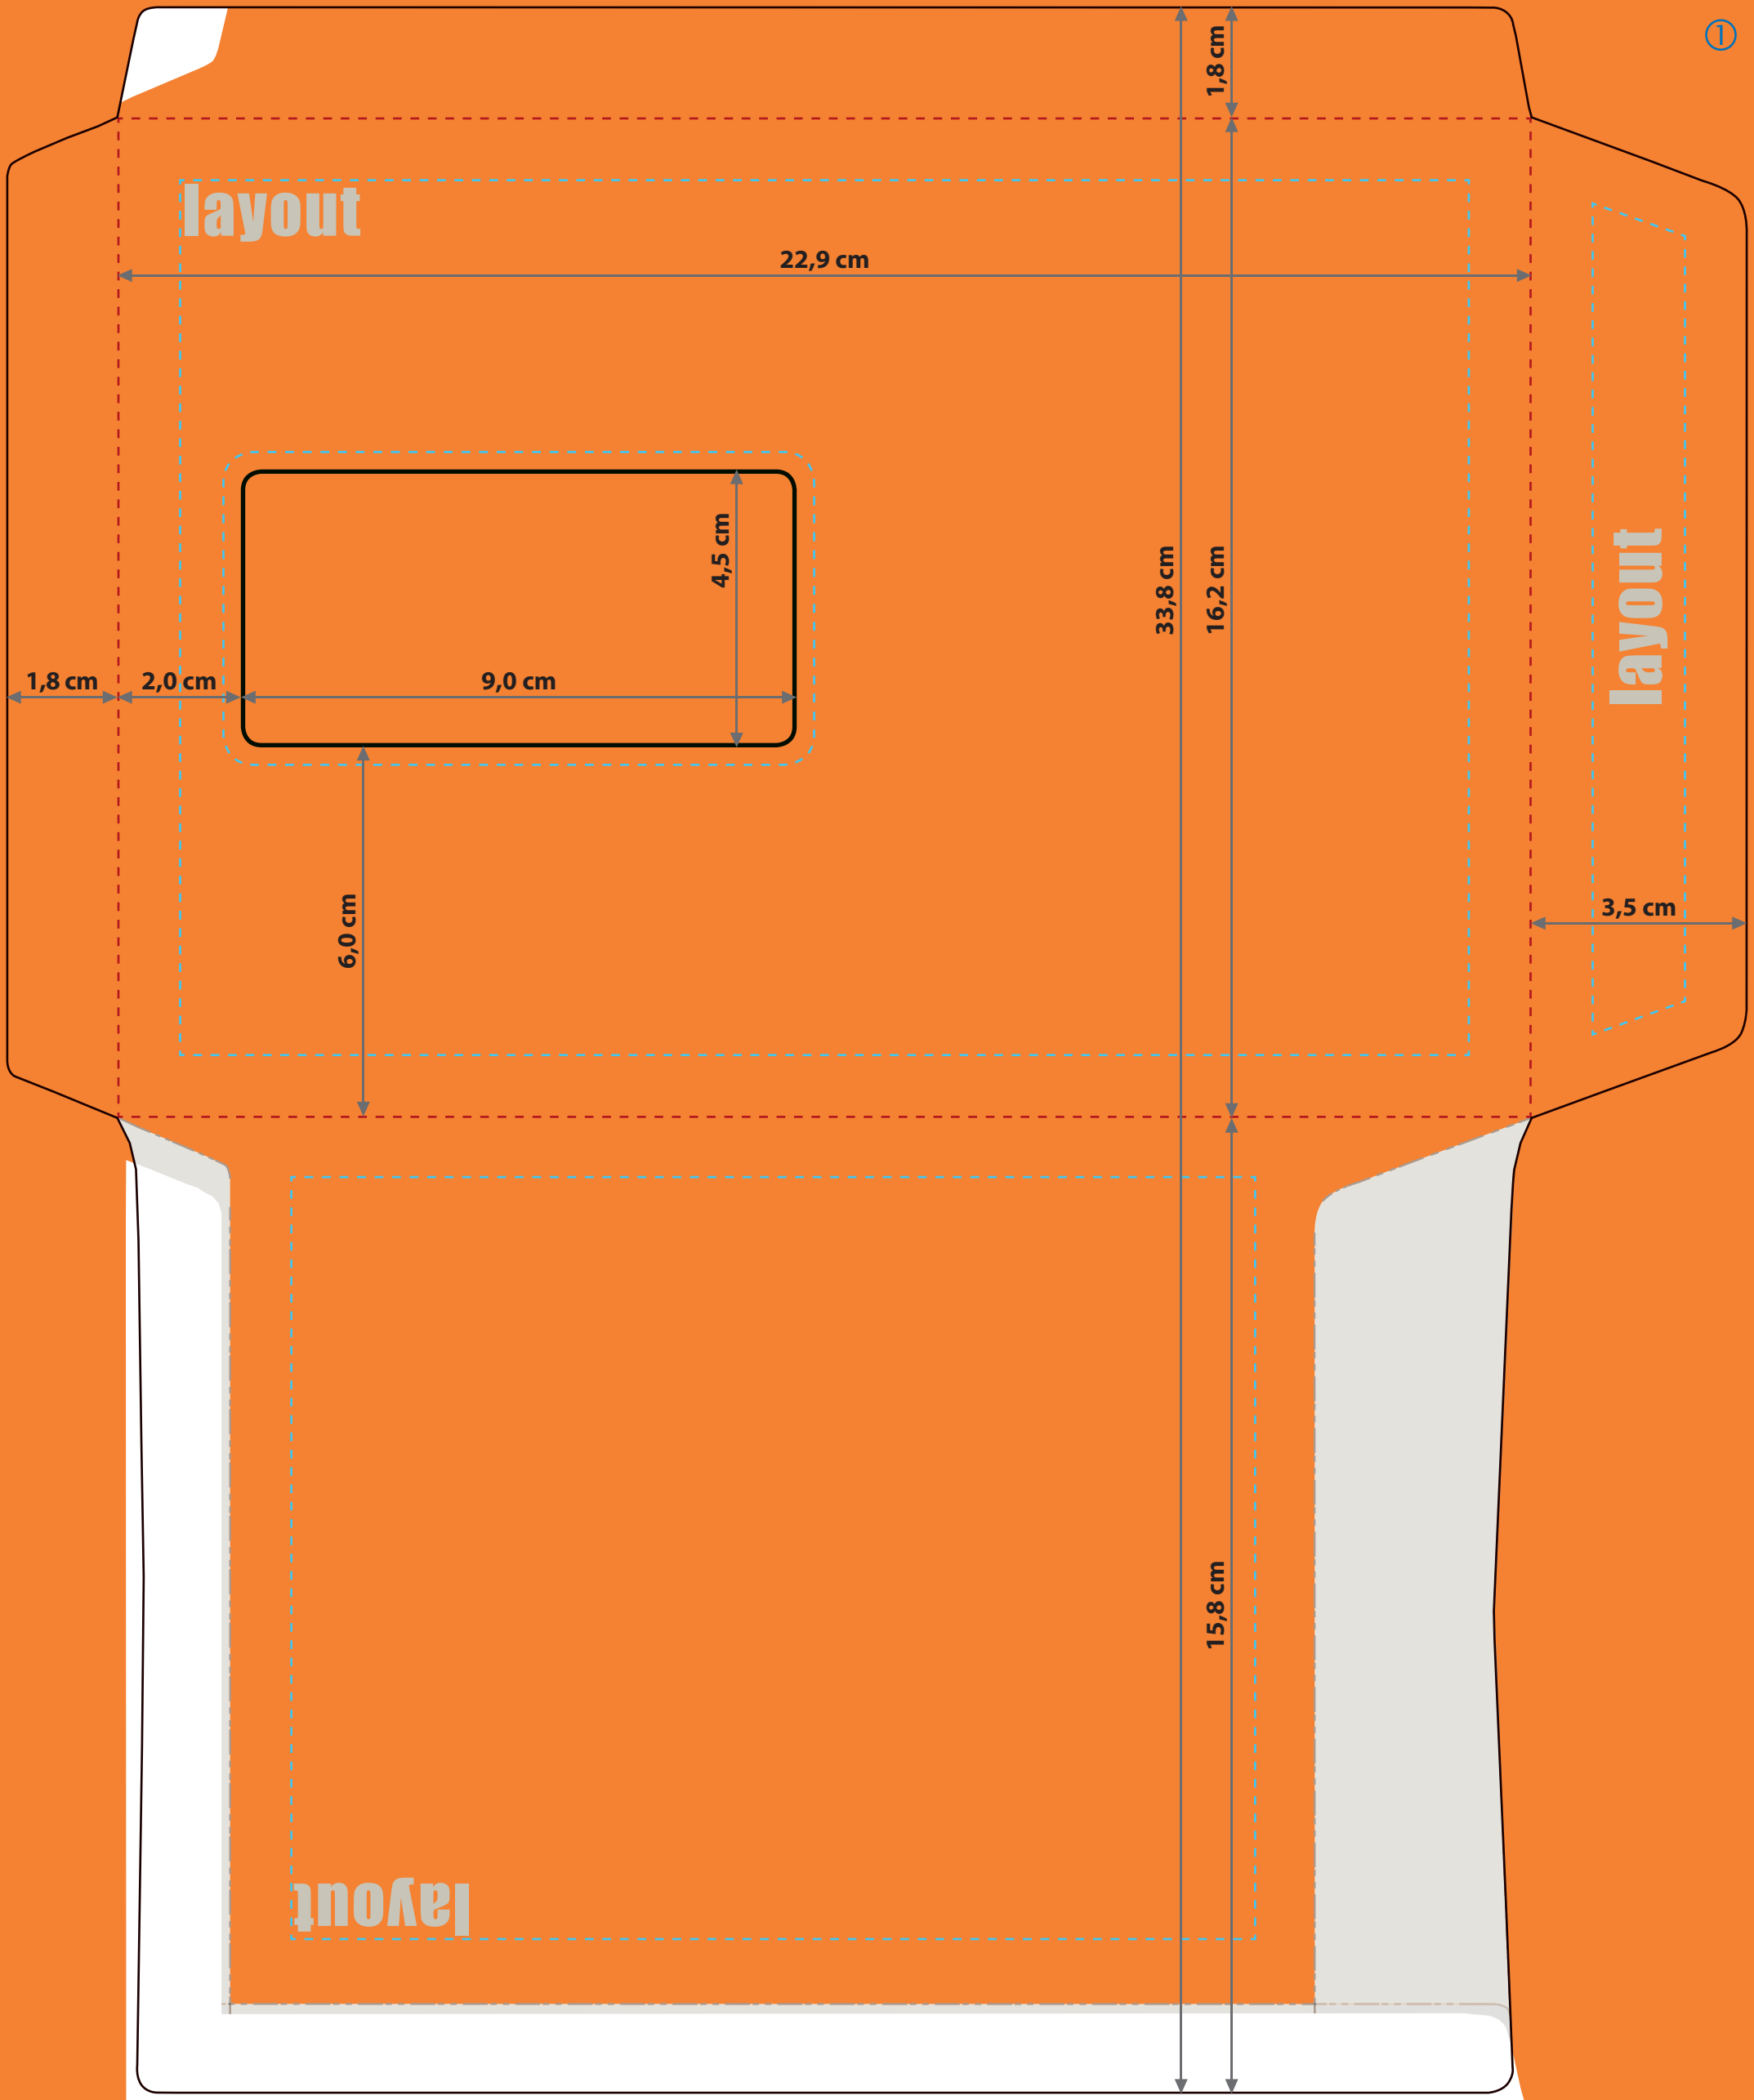 ①
1,8 cm
layout
22,9 cm
4,5 cm
33,8 cm
16,2 cm
layout
1,8 cm
2,0 cm
9,0 cm
6,0 cm
3,5 cm
15,8 cm
layout